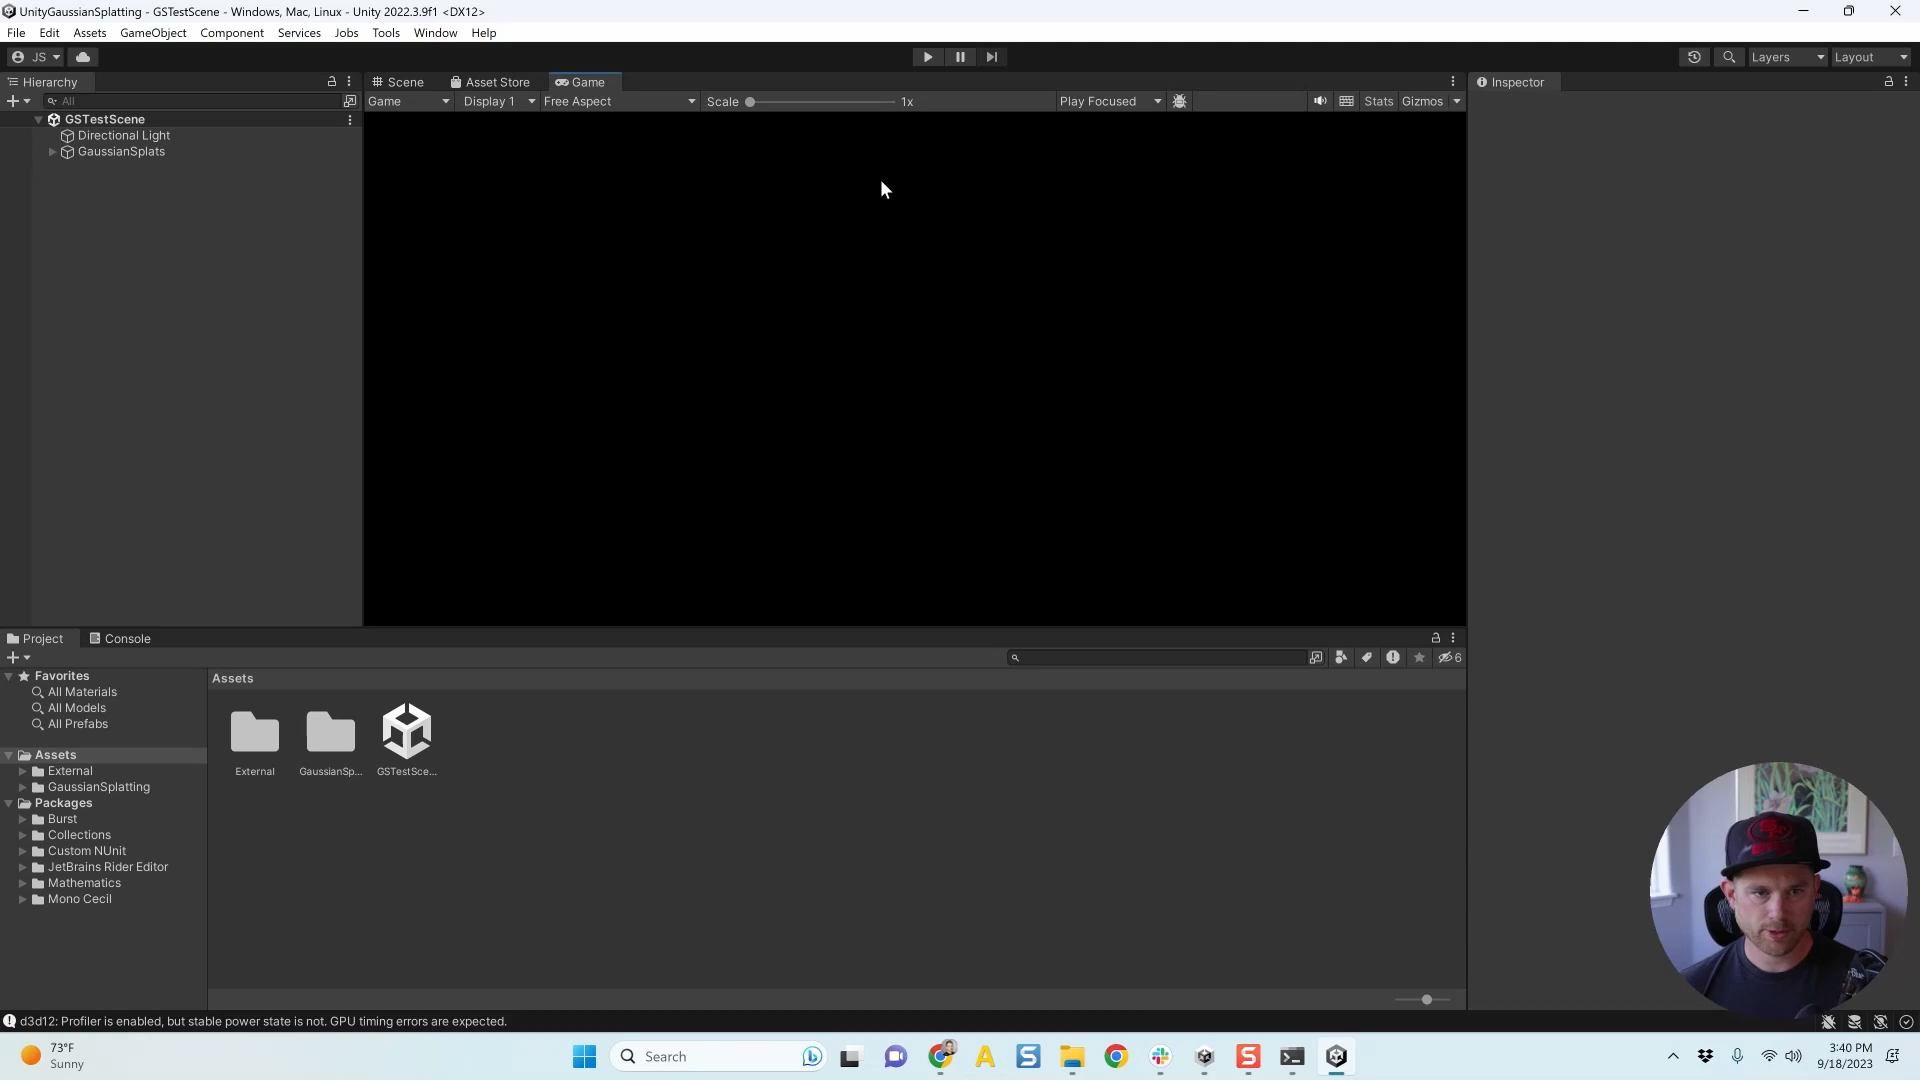 UnityGaussianSplatting - GSTestScene - Windows, Mac, Linux - Unity 2022.3.9f1 <DX12>
File Edit Assets GameObject Component Services Jobs Tools Window Help
JS Layers Layout
Hierarchy Scene Asset Store Game Inspector
All Game Display 1 Free Aspect Scale 1x Play Focused Stats Gizmos
GSTestScene
Directional Light
GaussianSplats
Project Console
6
Favorites
All Materials
All Models
All Prefabs
Assets
External
GaussianSplatting
Packages
Burst
Collections
Custom NUnit
JetBrains Rider Editor
Mathematics
Mono Cecil
Assets
External GaussianSp... GSTestSce...
d3d12: Profiler is enabled, but stable power state is not. GPU timing errors are expected.
73°F
Sunny
Search
3:40 PM
9/18/2023